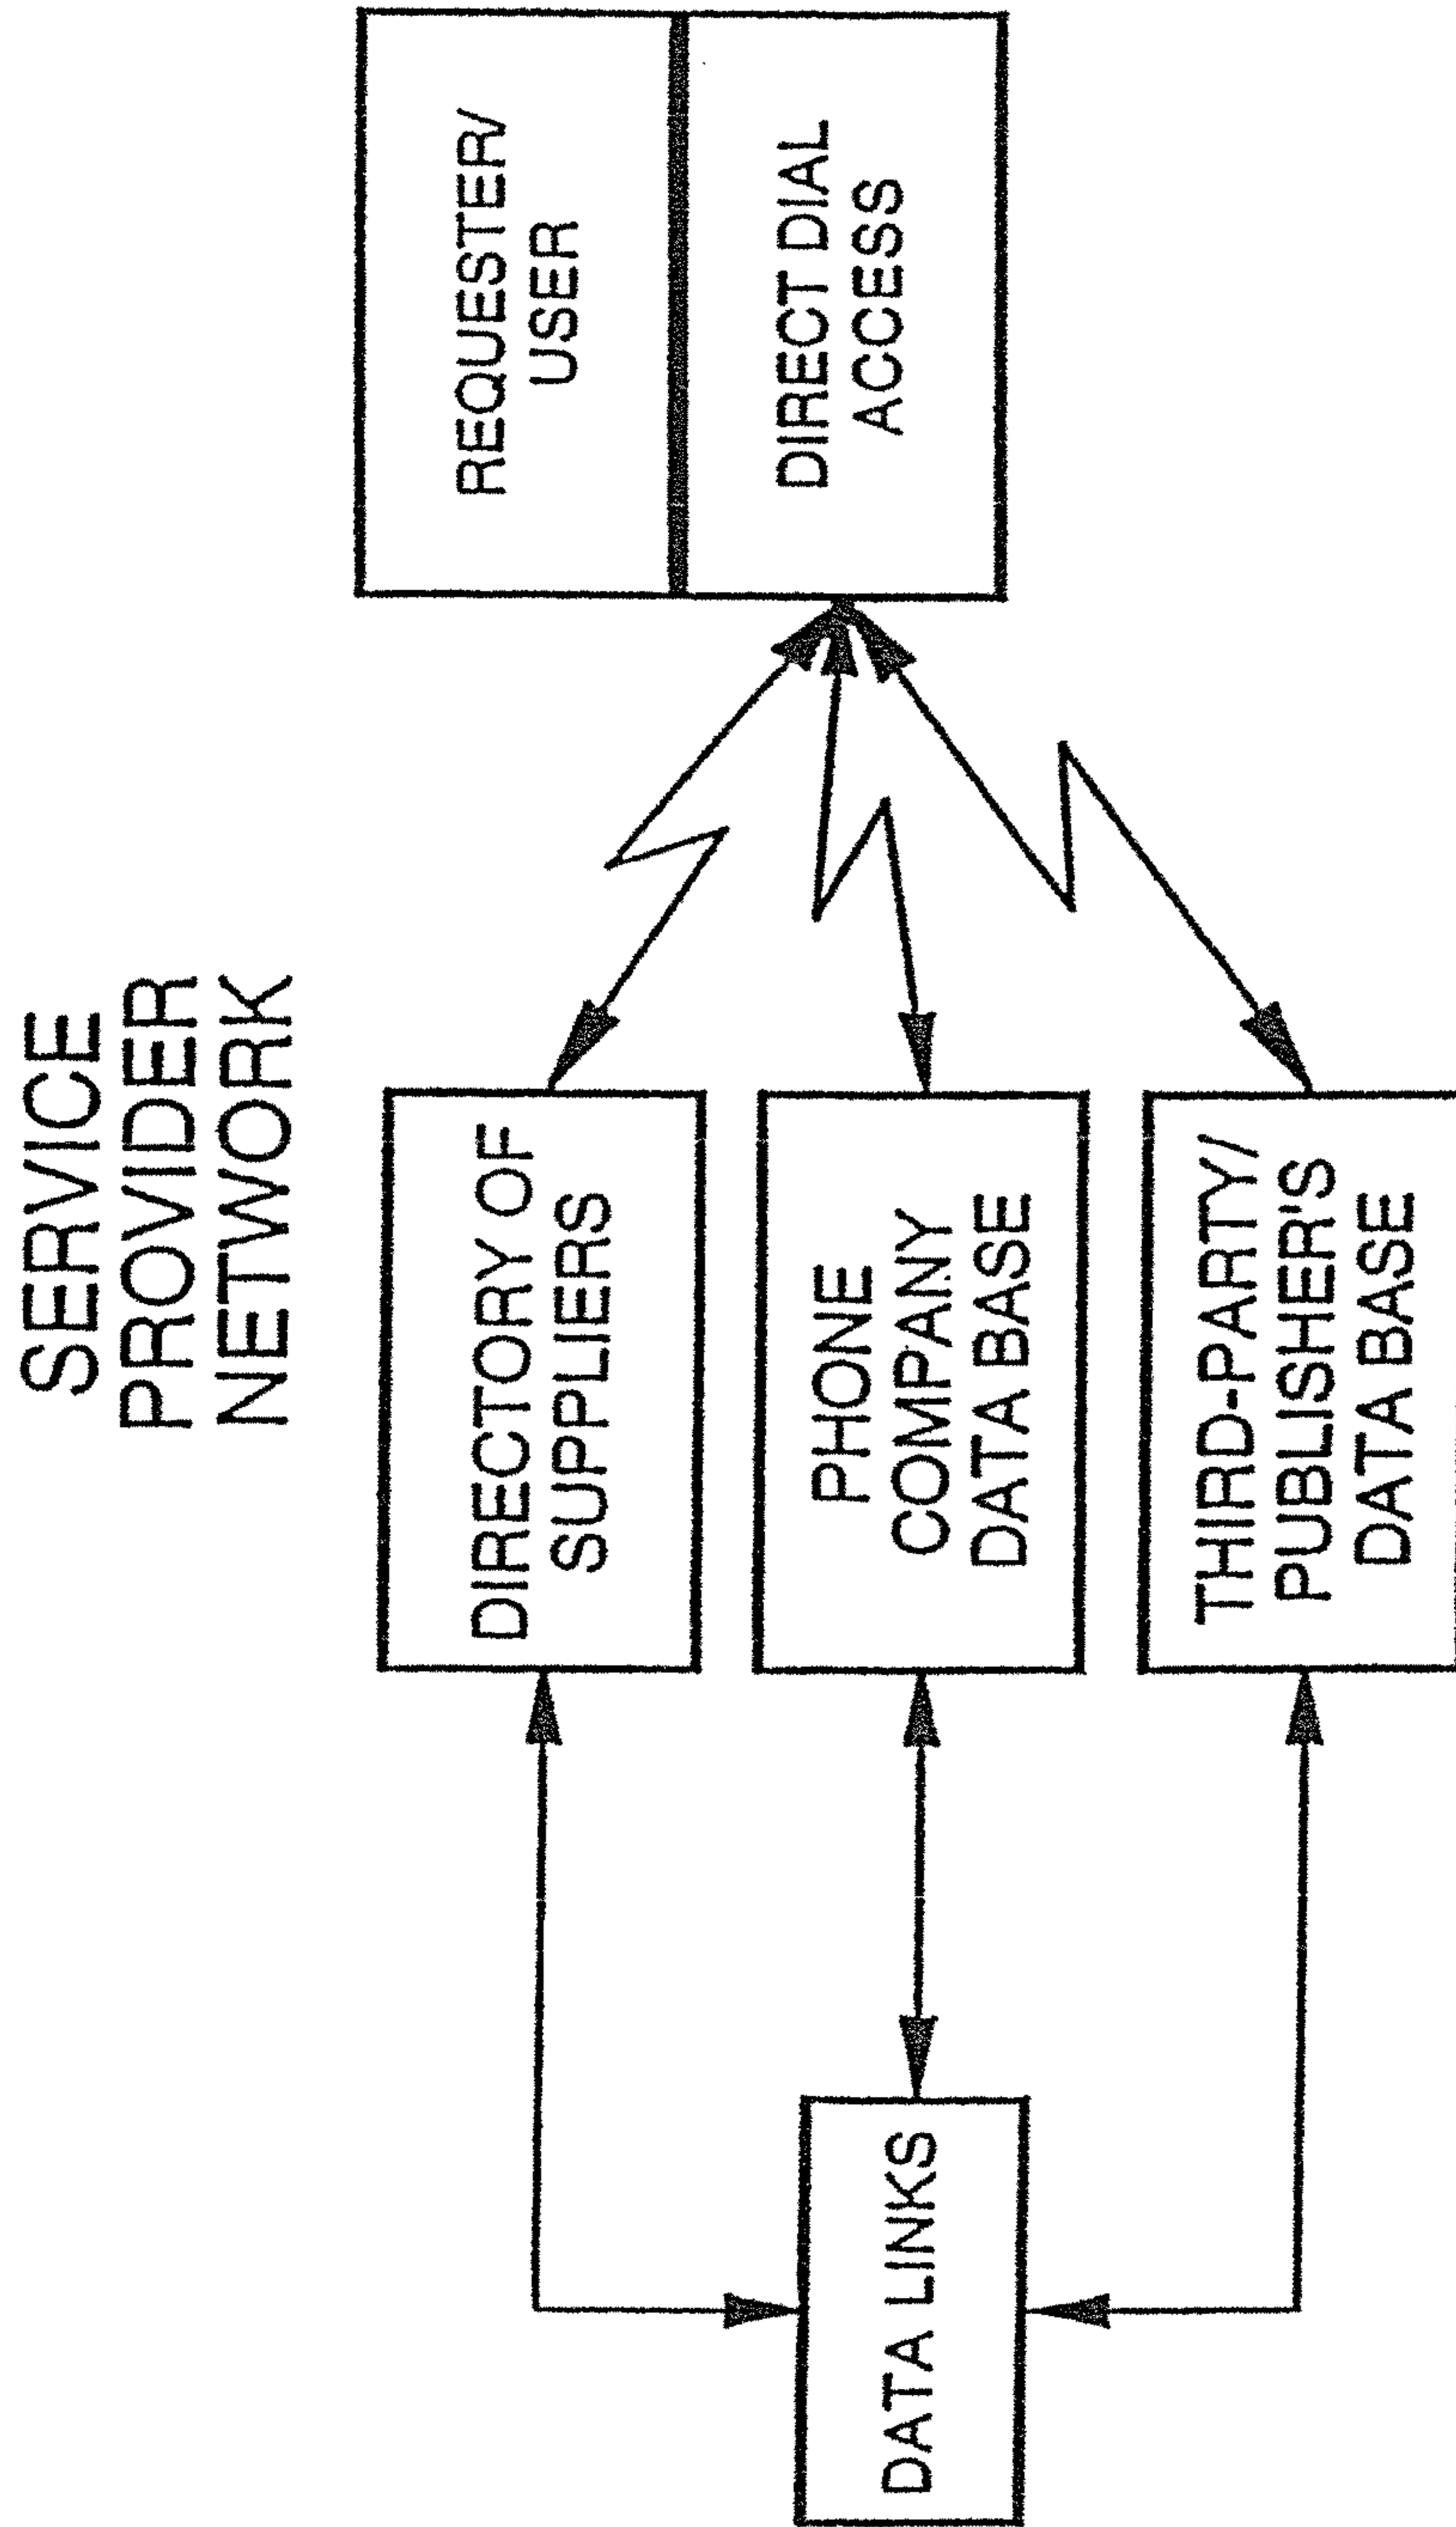 SERVICE
PROVIDER
NETWORK
DATA LINKS
DIRECTORY OF
SUPPLIERS
PHONE
COMPANY
DATA BASE
THIRD-PARTY/
PUBLISHER'S
DATA BASE
REQUESTER/
USER
DIRECT DIAL
ACCESS